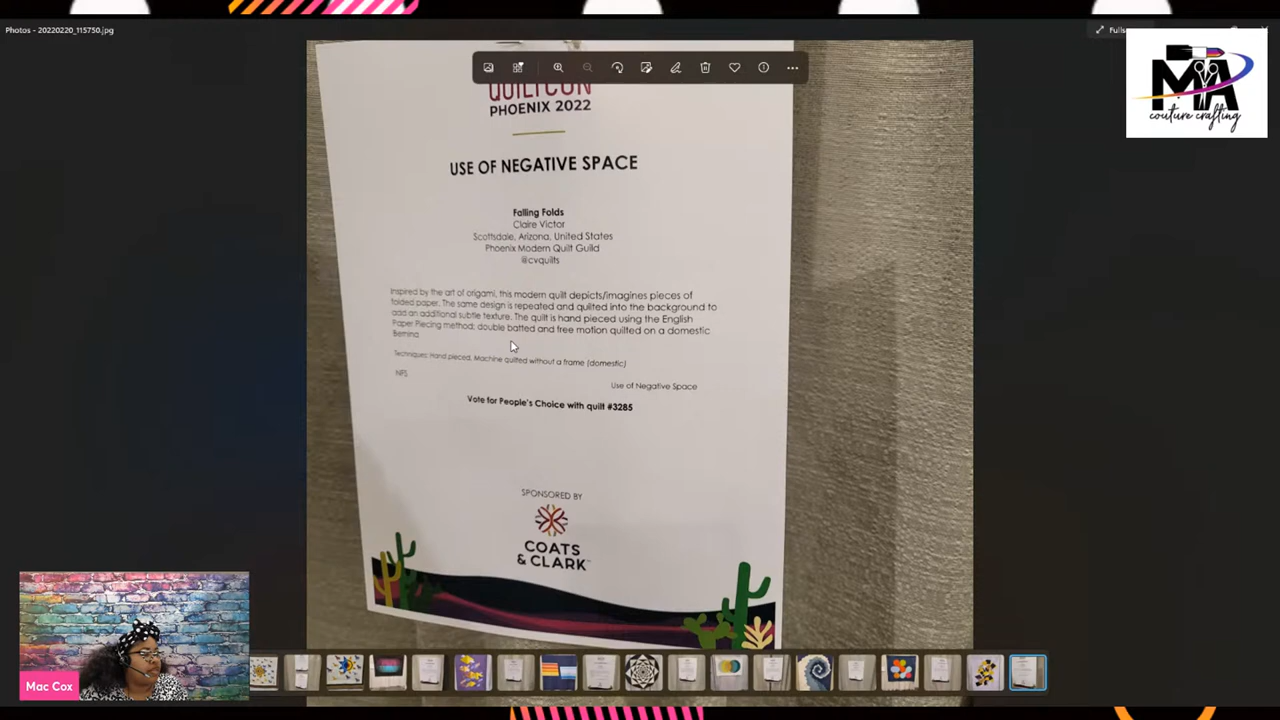 Photos - 20220220_115750.jpg
Fulls
MA
couture crafting
QUILTCON
PHOENIX 2022
USE OF NEGATIVE SPACE
Falling Folds
Claire Victor
Scottsdale, Arizona, United States
Phoenix Modern Quilt Guild
@cvquilts
Inspired by the art of origami, this modern quilt depicts/imagines pieces of
folded paper. The same design is repeated and quilted into the background to
add an additional subtle texture. The quilt is hand pieced using the English
Paper Piecing method, double batted and free motion quilted on a domestic
Bernina
Techniques: Hand pieced, Machine quilted without a frame (domestic)
NFS
Use of Negative Space
Vote for People's Choice with quilt #3285
SPONSORED BY
COATS
& CLARK™
Mac Cox